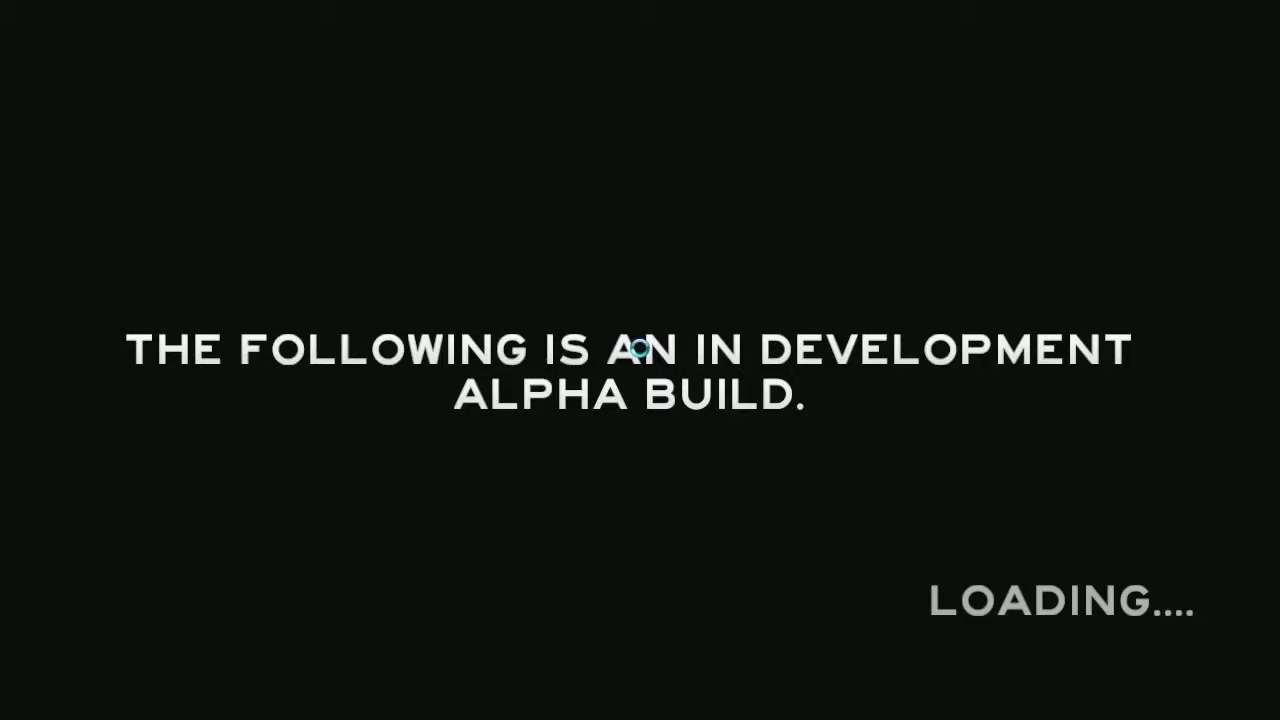 THE FOLLOWING IS AN IN DEVELOPMENT
ALPHA BUILD.
LOADING....